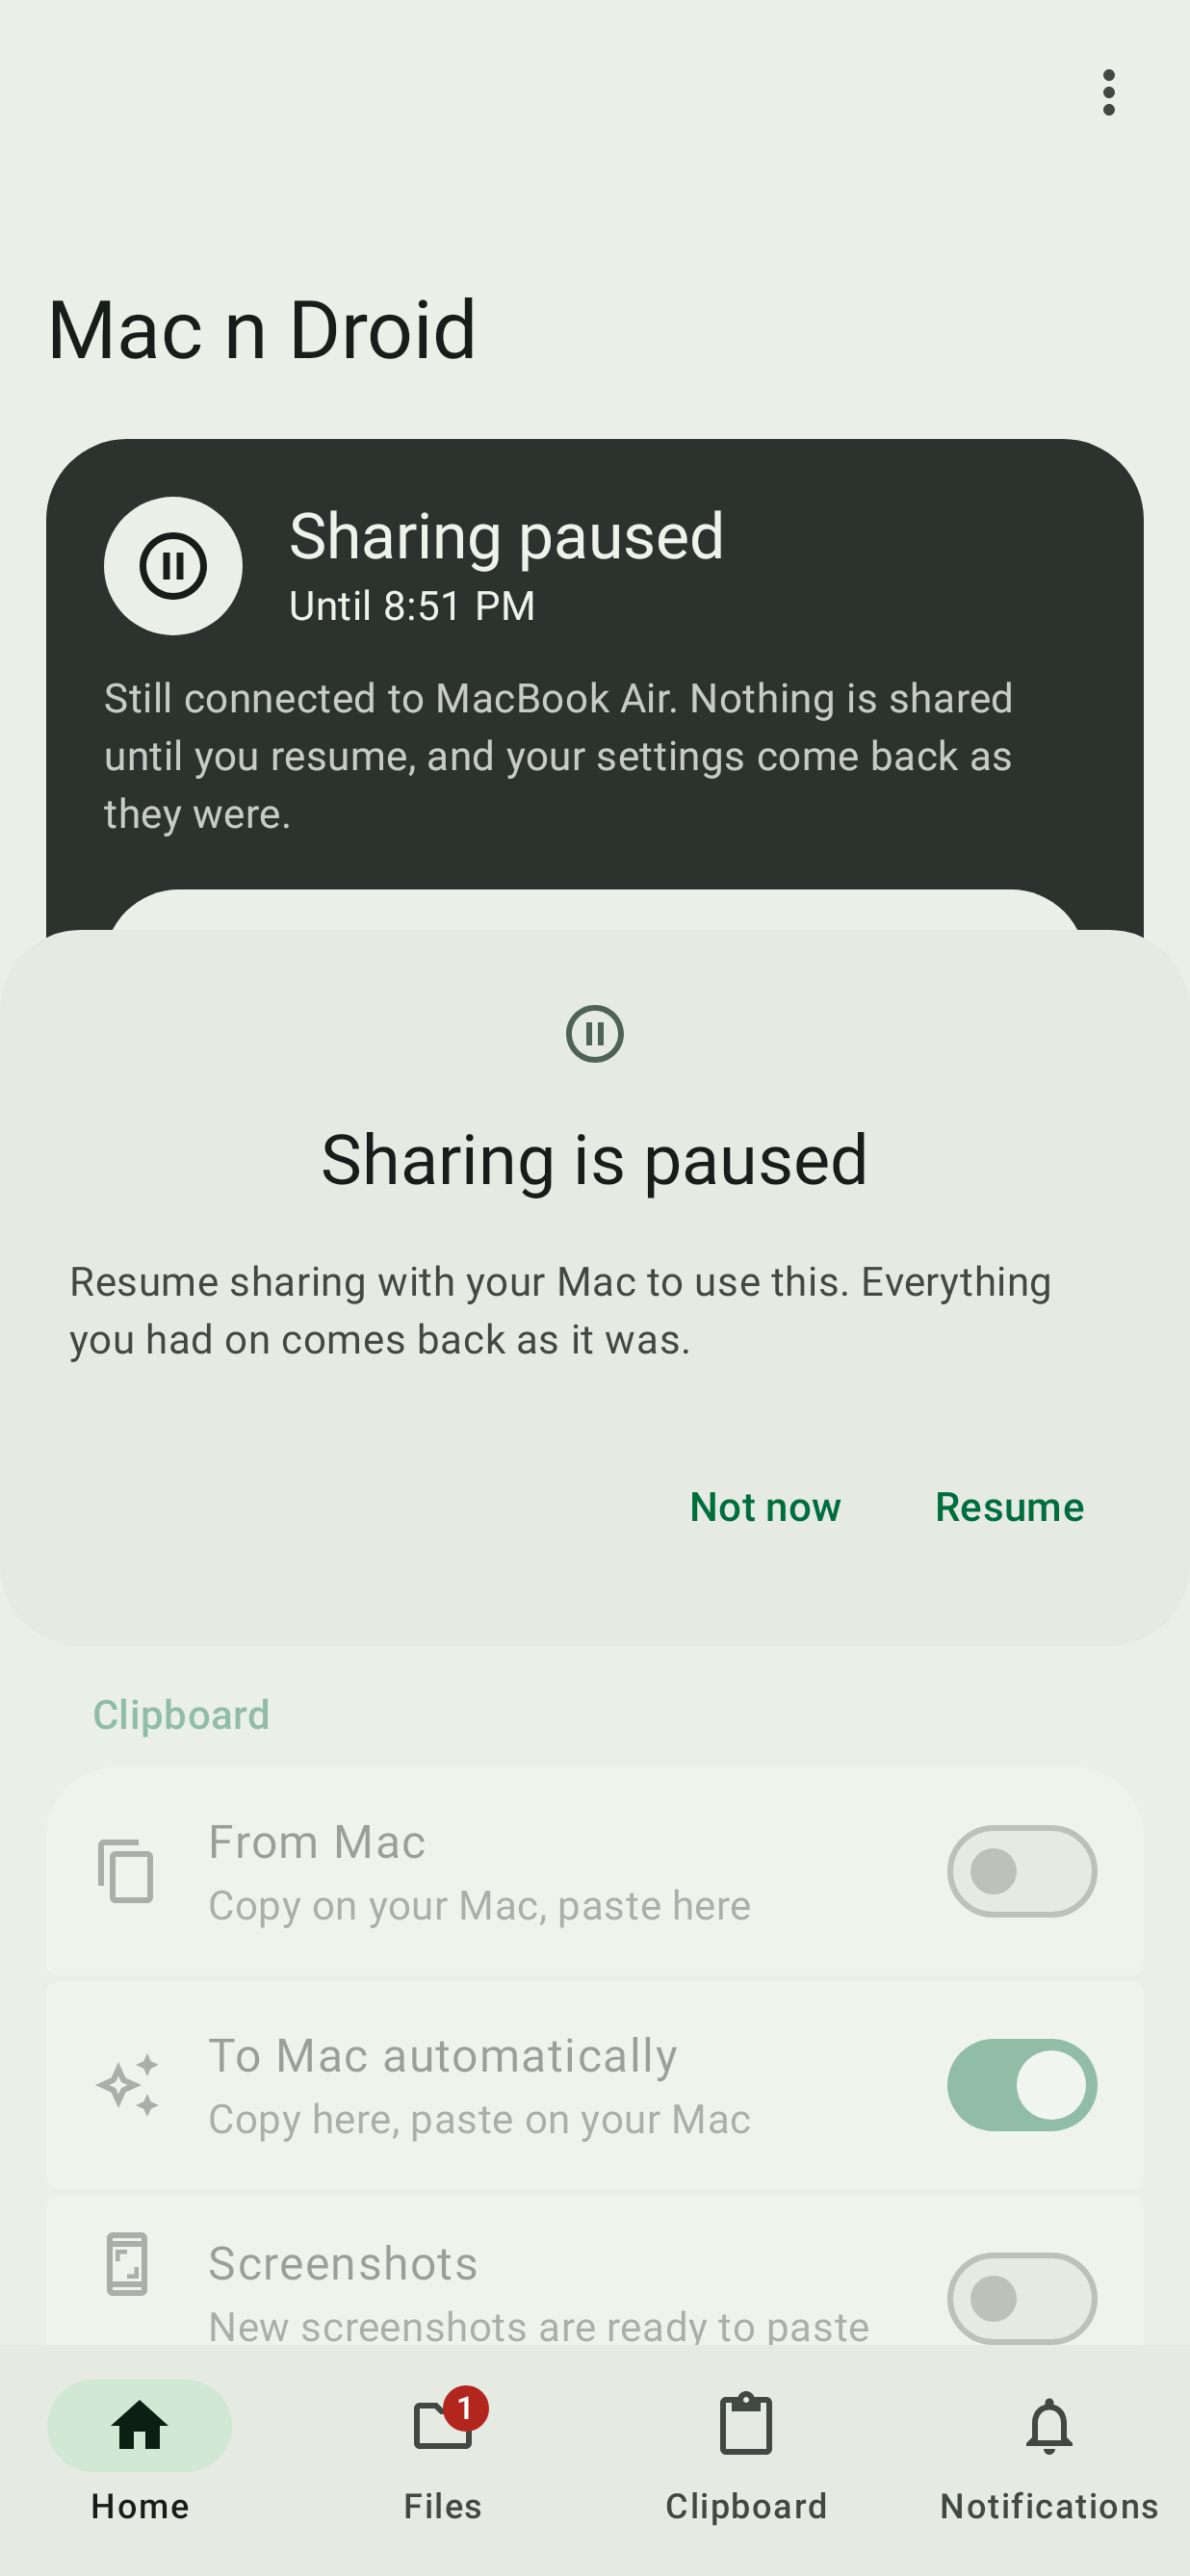 Mac n Droid
Sharing paused
Until 8:51 PM
Still connected to MacBook Air. Nothing is shared
until you resume, and your settings come back as
they were.
Sharing is paused
Resume sharing with your Mac to use this. Everything
you had on comes back as it was.
Not now
Resume
Clipboard
From Mac
Copy on your Mac, paste here
To Mac automatically
Copy here, paste on your Mac
Screenshots
New screenshots are ready to paste
1
Home
Files
Clipboard
Notifications